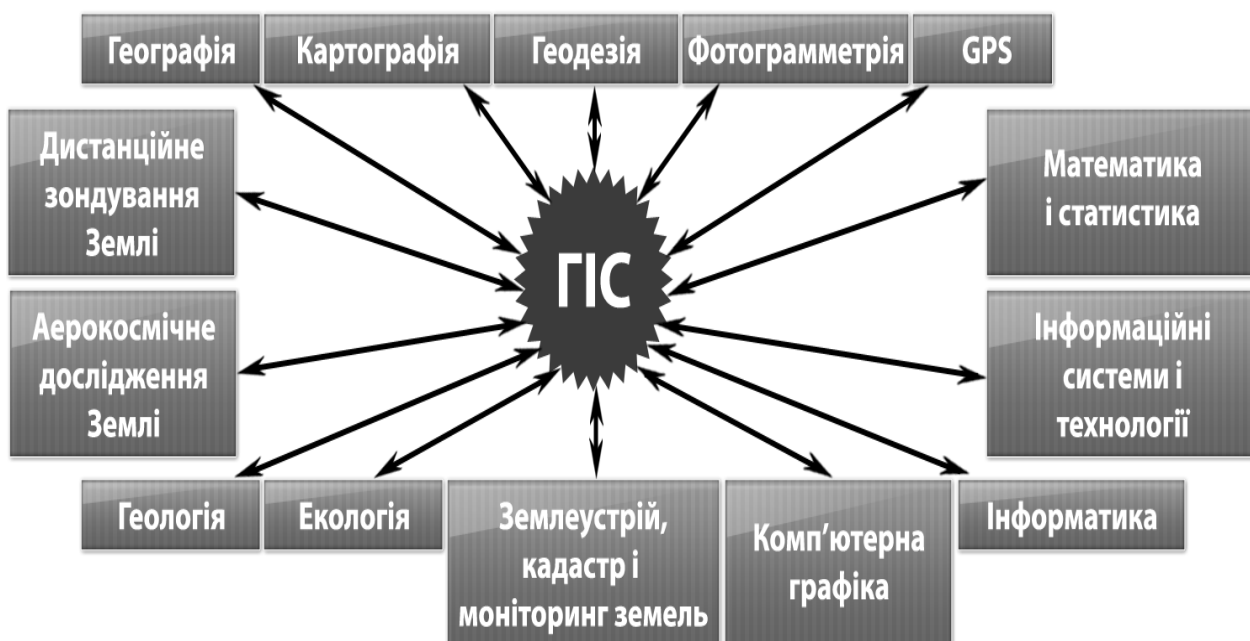 Географія
Картографія
Геодезія
Фотограмметрія
GPS
Дистанційне
зондування
Землі
Математика
і статистика
ГІС
Аерокосмічне
дослідження
Землі
Інформаційні
системи і
технології
Геологія
Екологія
Землеустрій,
кадастр і
моніторинг земель
Комп’ютерна
графіка
Інформатика